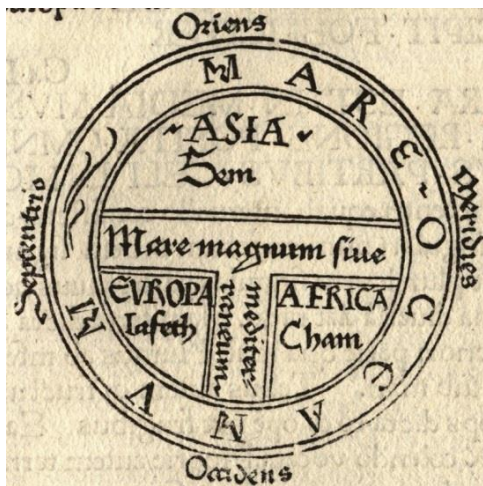 Oriens
MARE OCEANVM
Septentrio
Meridies
ASIA
Sem
Mare magnum ſiue
mediter=
raneum
EVROPA
Iafeth
AFRICA
Cham
Occidens